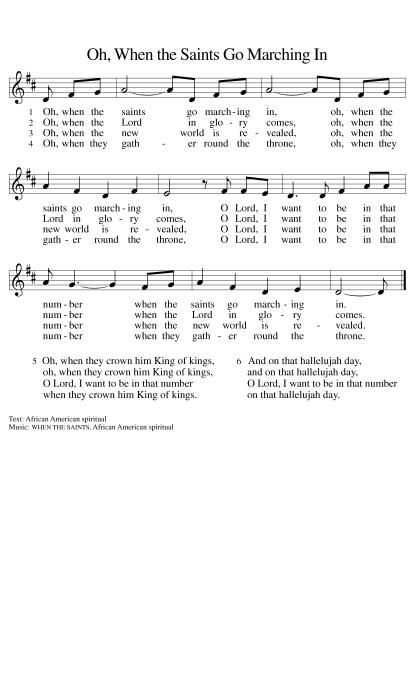 Oh, When the Saints Go Marching In
1 Oh, when the saints go march-ing in, oh, when the
2 Oh, when the Lord in glo-ry comes, oh, when the
3 Oh, when the new world is re-vealed, oh, when the
4 Oh, when they gath-er round the throne, oh, when they
saints go march-ing in, O Lord, I want to be in that
Lord in glo-ry comes, O Lord, I want to be in that
new world is re-vealed, O Lord, I want to be in that
gath-er round the throne, O Lord, I want to be in that
num-ber when the saints go march-ing in.
num-ber when the Lord in glo-ry comes.
num-ber when the new world is re-vealed.
num-ber when they gath-er round the throne.
5 Oh, when they crown him King of kings,
oh, when they crown him King of kings,
O Lord, I want to be in that number
when they crown him King of kings.
6 And on that hallelujah day,
and on that hallelujah day,
O Lord, I want to be in that number
on that hallelujah day.
Text: African American spiritual
Music: WHEN THE SAINTS, African American spiritual